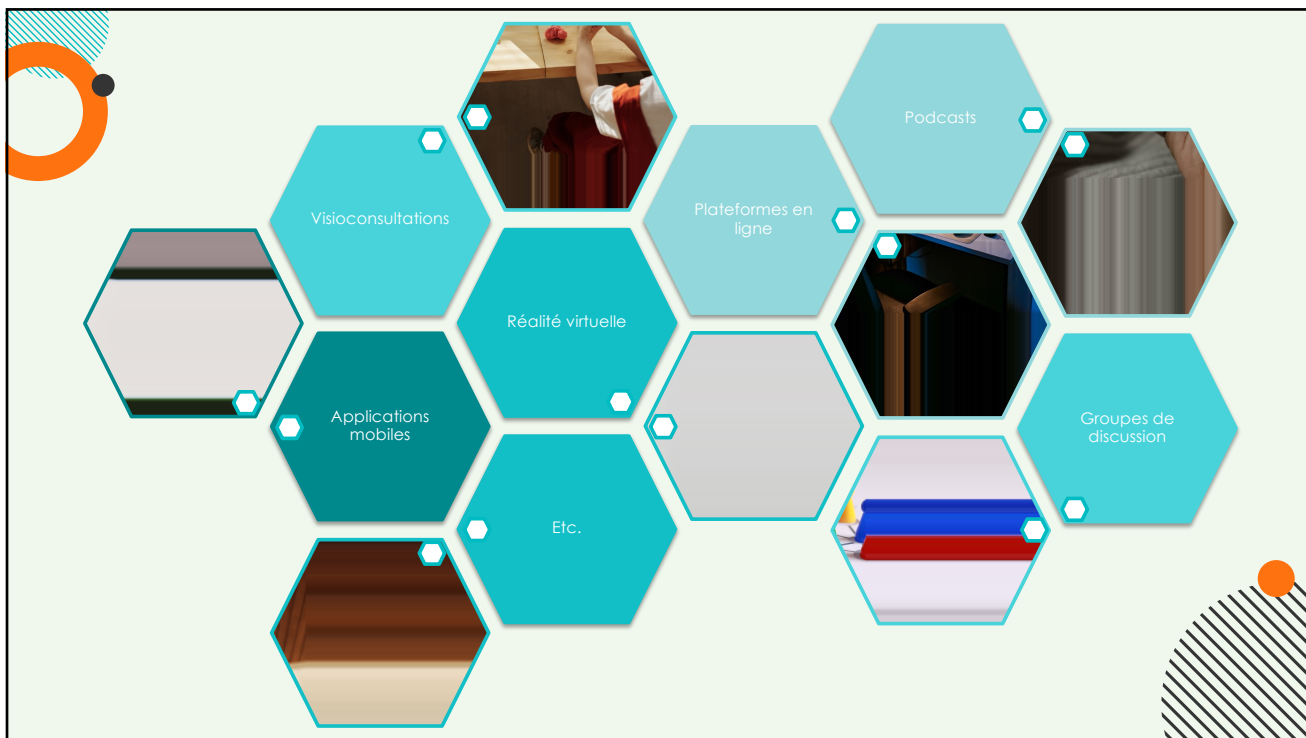 Podcasts
Visioconsultations
Plateformes en
ligne
Réalité virtuelle
Applications
mobiles
Groupes de
discussion
Etc.